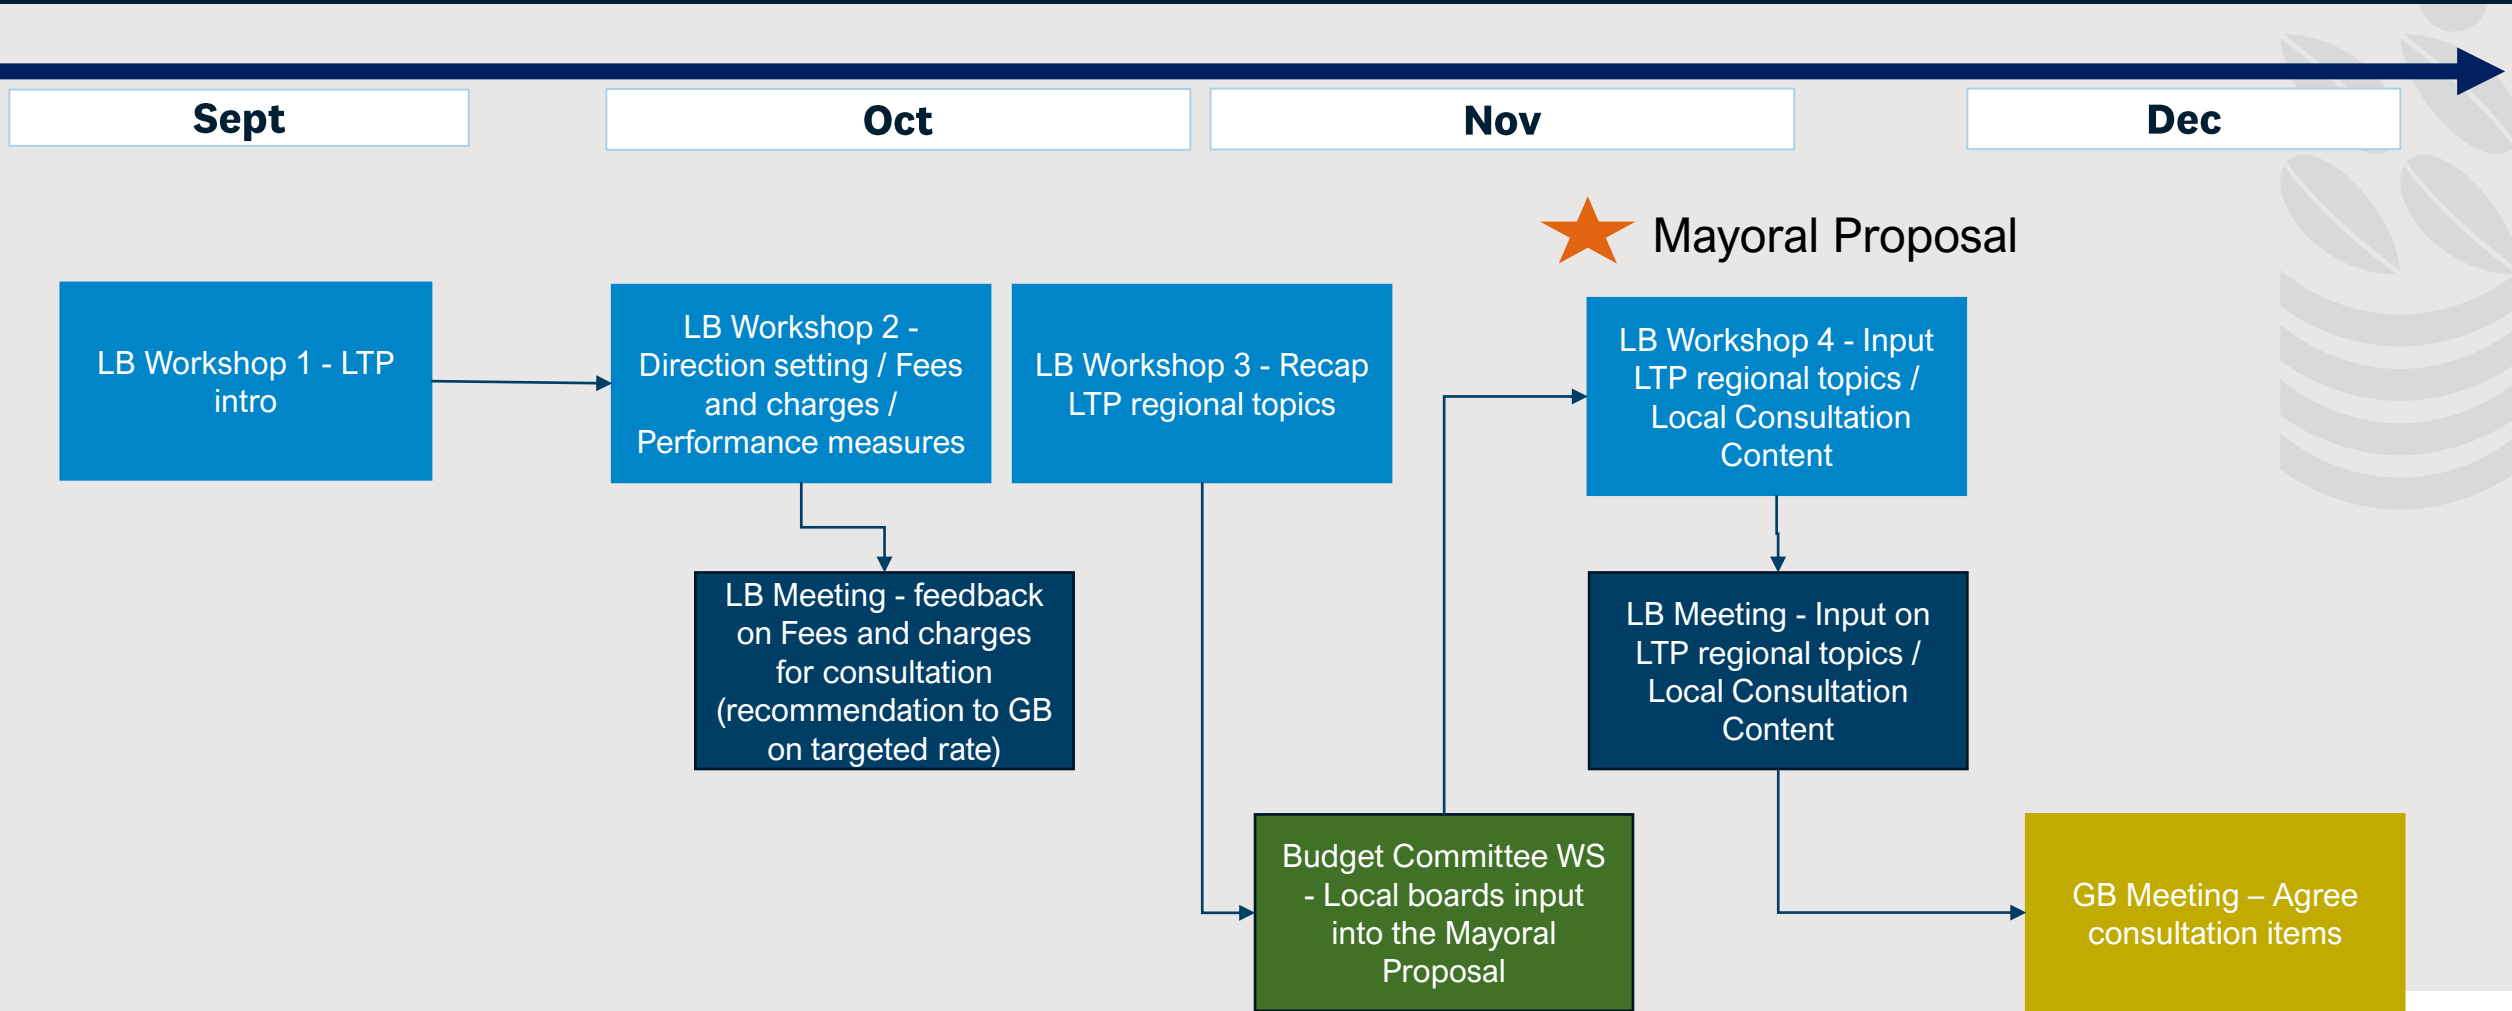 Sept
Oct
Nov
Dec
Mayoral Proposal
LB Workshop 1 - LTP
intro
LB Workshop 2 -
Direction setting / Fees
and charges /
Performance measures
LB Workshop 3 - Recap
LTP regional topics
LB Workshop 4 - Input
LTP regional topics /
Local Consultation
Content
LB Meeting - feedback
on Fees and charges
for consultation
(recommendation to GB
on targeted rate)
LB Meeting - Input on
LTP regional topics /
Local Consultation
Content
Budget Committee WS
- Local boards input
into the Mayoral
Proposal
GB Meeting – Agree
consultation items